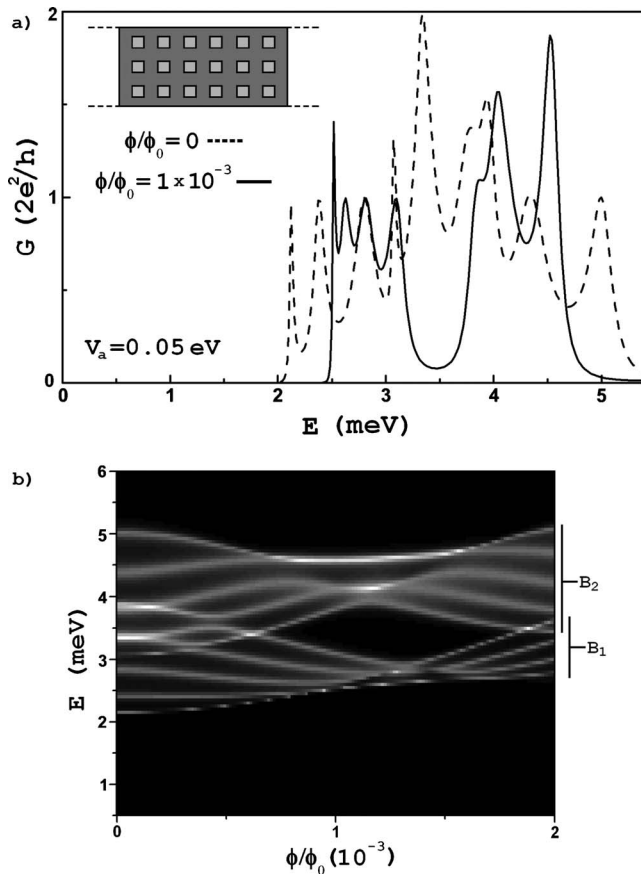 a)
2
1
0
G (2e²/h)
ϕ/ϕ₀ = 0
ϕ/ϕ₀ = 1 × 10⁻³
Vₐ=0.05 eV
0 1 2 3 4 5
E (meV)
b)
6
5
4
3
2
1
E (meV)
B₂
B₁
0 1 2
ϕ/ϕ₀ (10⁻³)